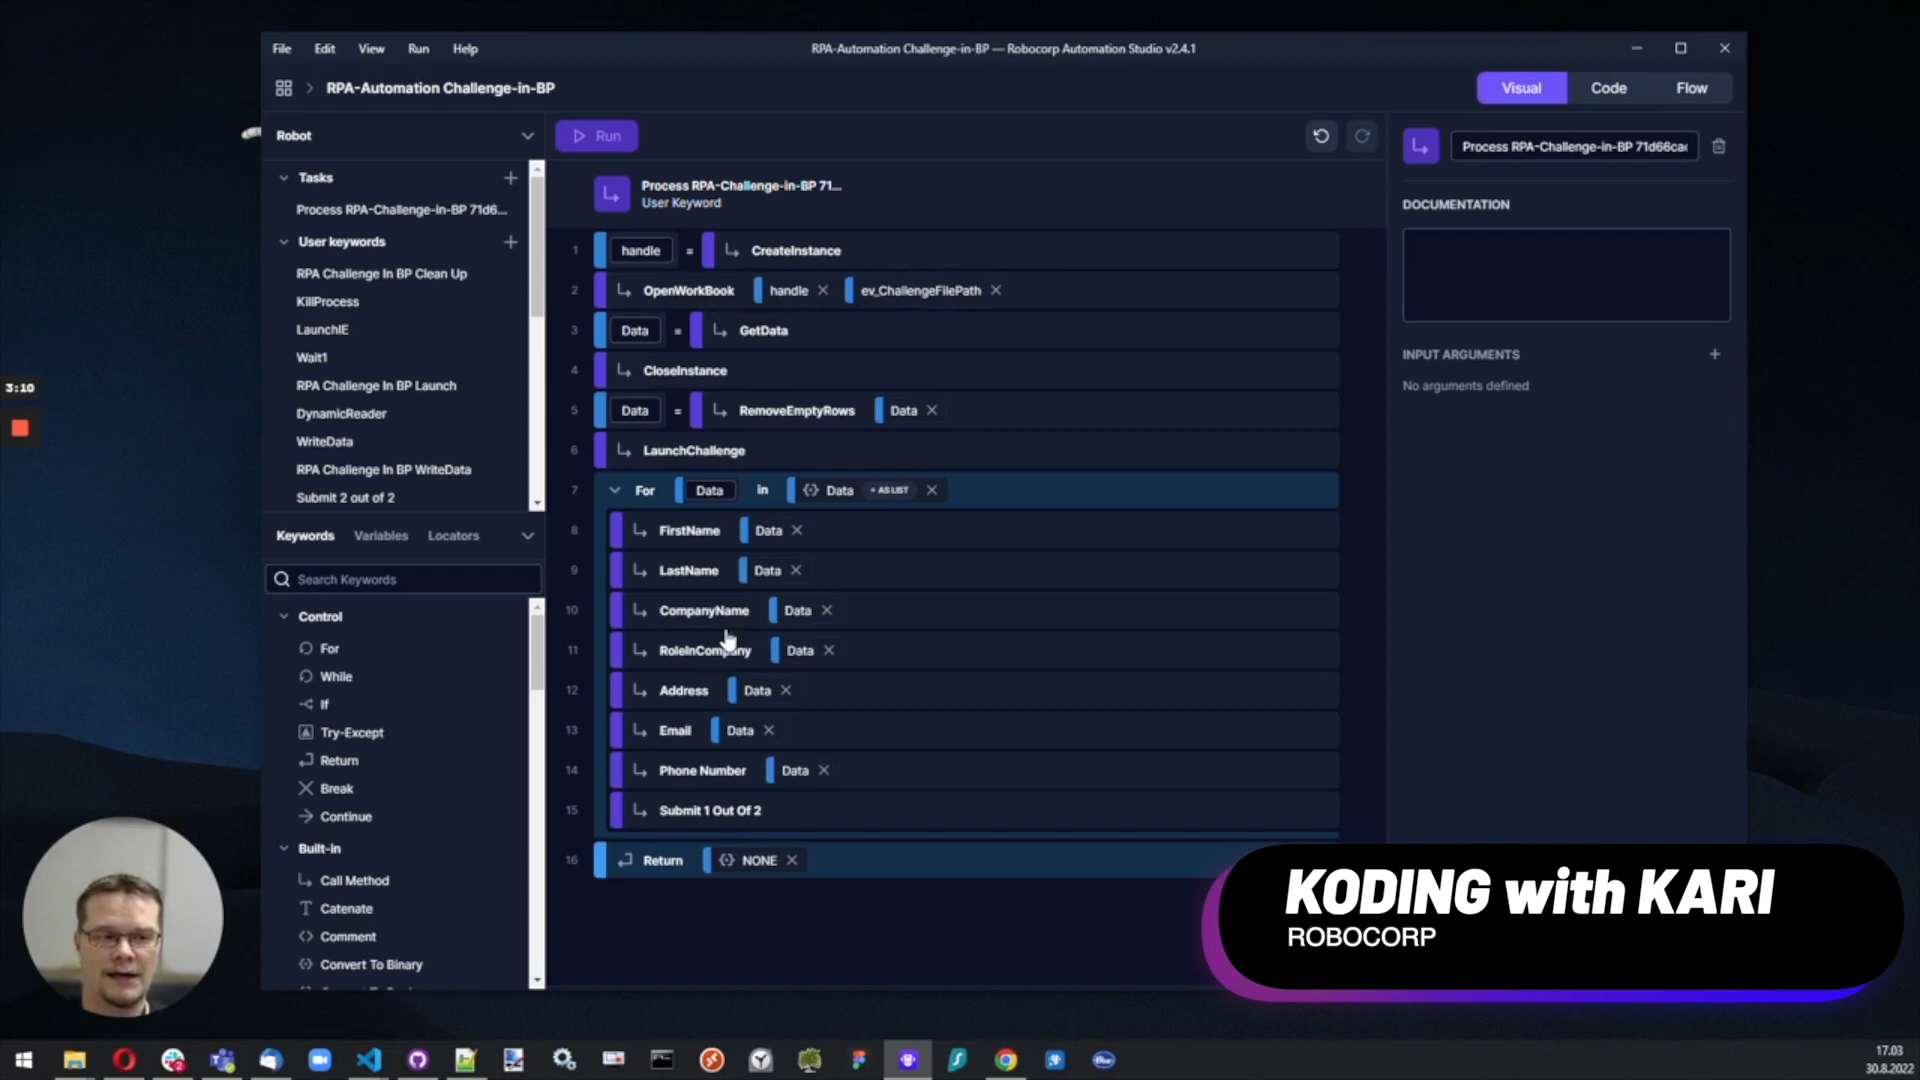 File Edit View Run Help
RPA-Automation Challenge-in-BP — Robocorp Automation Studio v2.4.1
RPA-Automation Challenge-in-BP
Visual Code Flow
Robot
Run
Process RPA-Challenge-in-BP 71d66cae
Tasks
Process RPA-Challenge-in-BP 71d6...
User keywords
RPA Challenge In BP Clean Up
KillProcess
LaunchIE
Wait1
RPA Challenge In BP Launch
DynamicReader
WriteData
RPA Challenge In BP WriteData
Submit 2 out of 2
Keywords Variables Locators
Search Keywords
Control
For
While
If
Try-Except
Return
Break
Continue
Built-in
Call Method
Catenate
Comment
Convert To Binary
Process RPA-Challenge-in-BP 71...
User Keyword
1 handle = CreateInstance
2 OpenWorkBook handle ev_ChallengeFilePath
3 Data = GetData
4 CloseInstance
5 Data = RemoveEmptyRows Data
6 LaunchChallenge
7 For Data in Data • AS LIST
8 FirstName Data
9 LastName Data
10 CompanyName Data
11 RoleInCompany Data
12 Address Data
13 Email Data
14 Phone Number Data
15 Submit 1 Out Of 2
16 Return NONE
DOCUMENTATION
INPUT ARGUMENTS
No arguments defined
3:10
KODING with KARI
ROBOCORP
17.03
30.8.2022